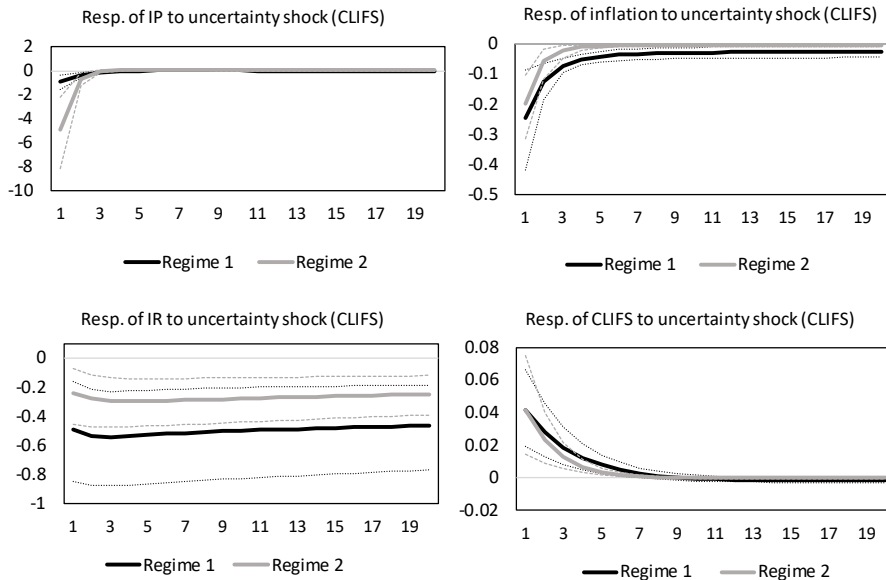 Resp. of IP to uncertainty shock (CLIFS)
2
0
-2
-4
-6
-8
-10
1 3 5 7 9 11 13 15 17 19
Regime 1 Regime 2
Resp. of inflation to uncertainty shock (CLIFS)
0
-0.1
-0.2
-0.3
-0.4
-0.5
1 3 5 7 9 11 13 15 17 19
Regime 1 Regime 2
Resp. of IR to uncertainty shock (CLIFS)
0
-0.2
-0.4
-0.6
-0.8
-1
1 3 5 7 9 11 13 15 17 19
Regime 1 Regime 2
Resp. of CLIFS to uncertainty shock (CLIFS)
0.08
0.06
0.04
0.02
0
-0.02
1 3 5 7 9 11 13 15 17 19
Regime 1 Regime 2